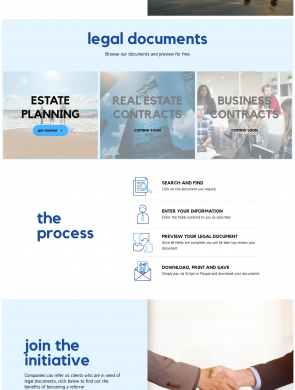 legal documents
Browse our documents and preview for free
ESTATE
PLANNING
get started
REAL ESTATE
CONTRACTS
COMING SOON
BUSINESS
CONTRACTS
COMING SOON
the
process
SEARCH AND FIND
Click on the document you require
ENTER YOUR INFORMATION
Enter the fields outlined to you as specified
PREVIEW YOUR LEGAL DOCUMENT
Once all fields are complete you will be able top review your
document
DOWNLOAD, PRINT AND SAVE
Simply pay via Stripe or Paypal and download your documents
join the
initiative
Companies can refer us clients who are in need of
legal documents, click below to find out the
benefits of becoming a referrer